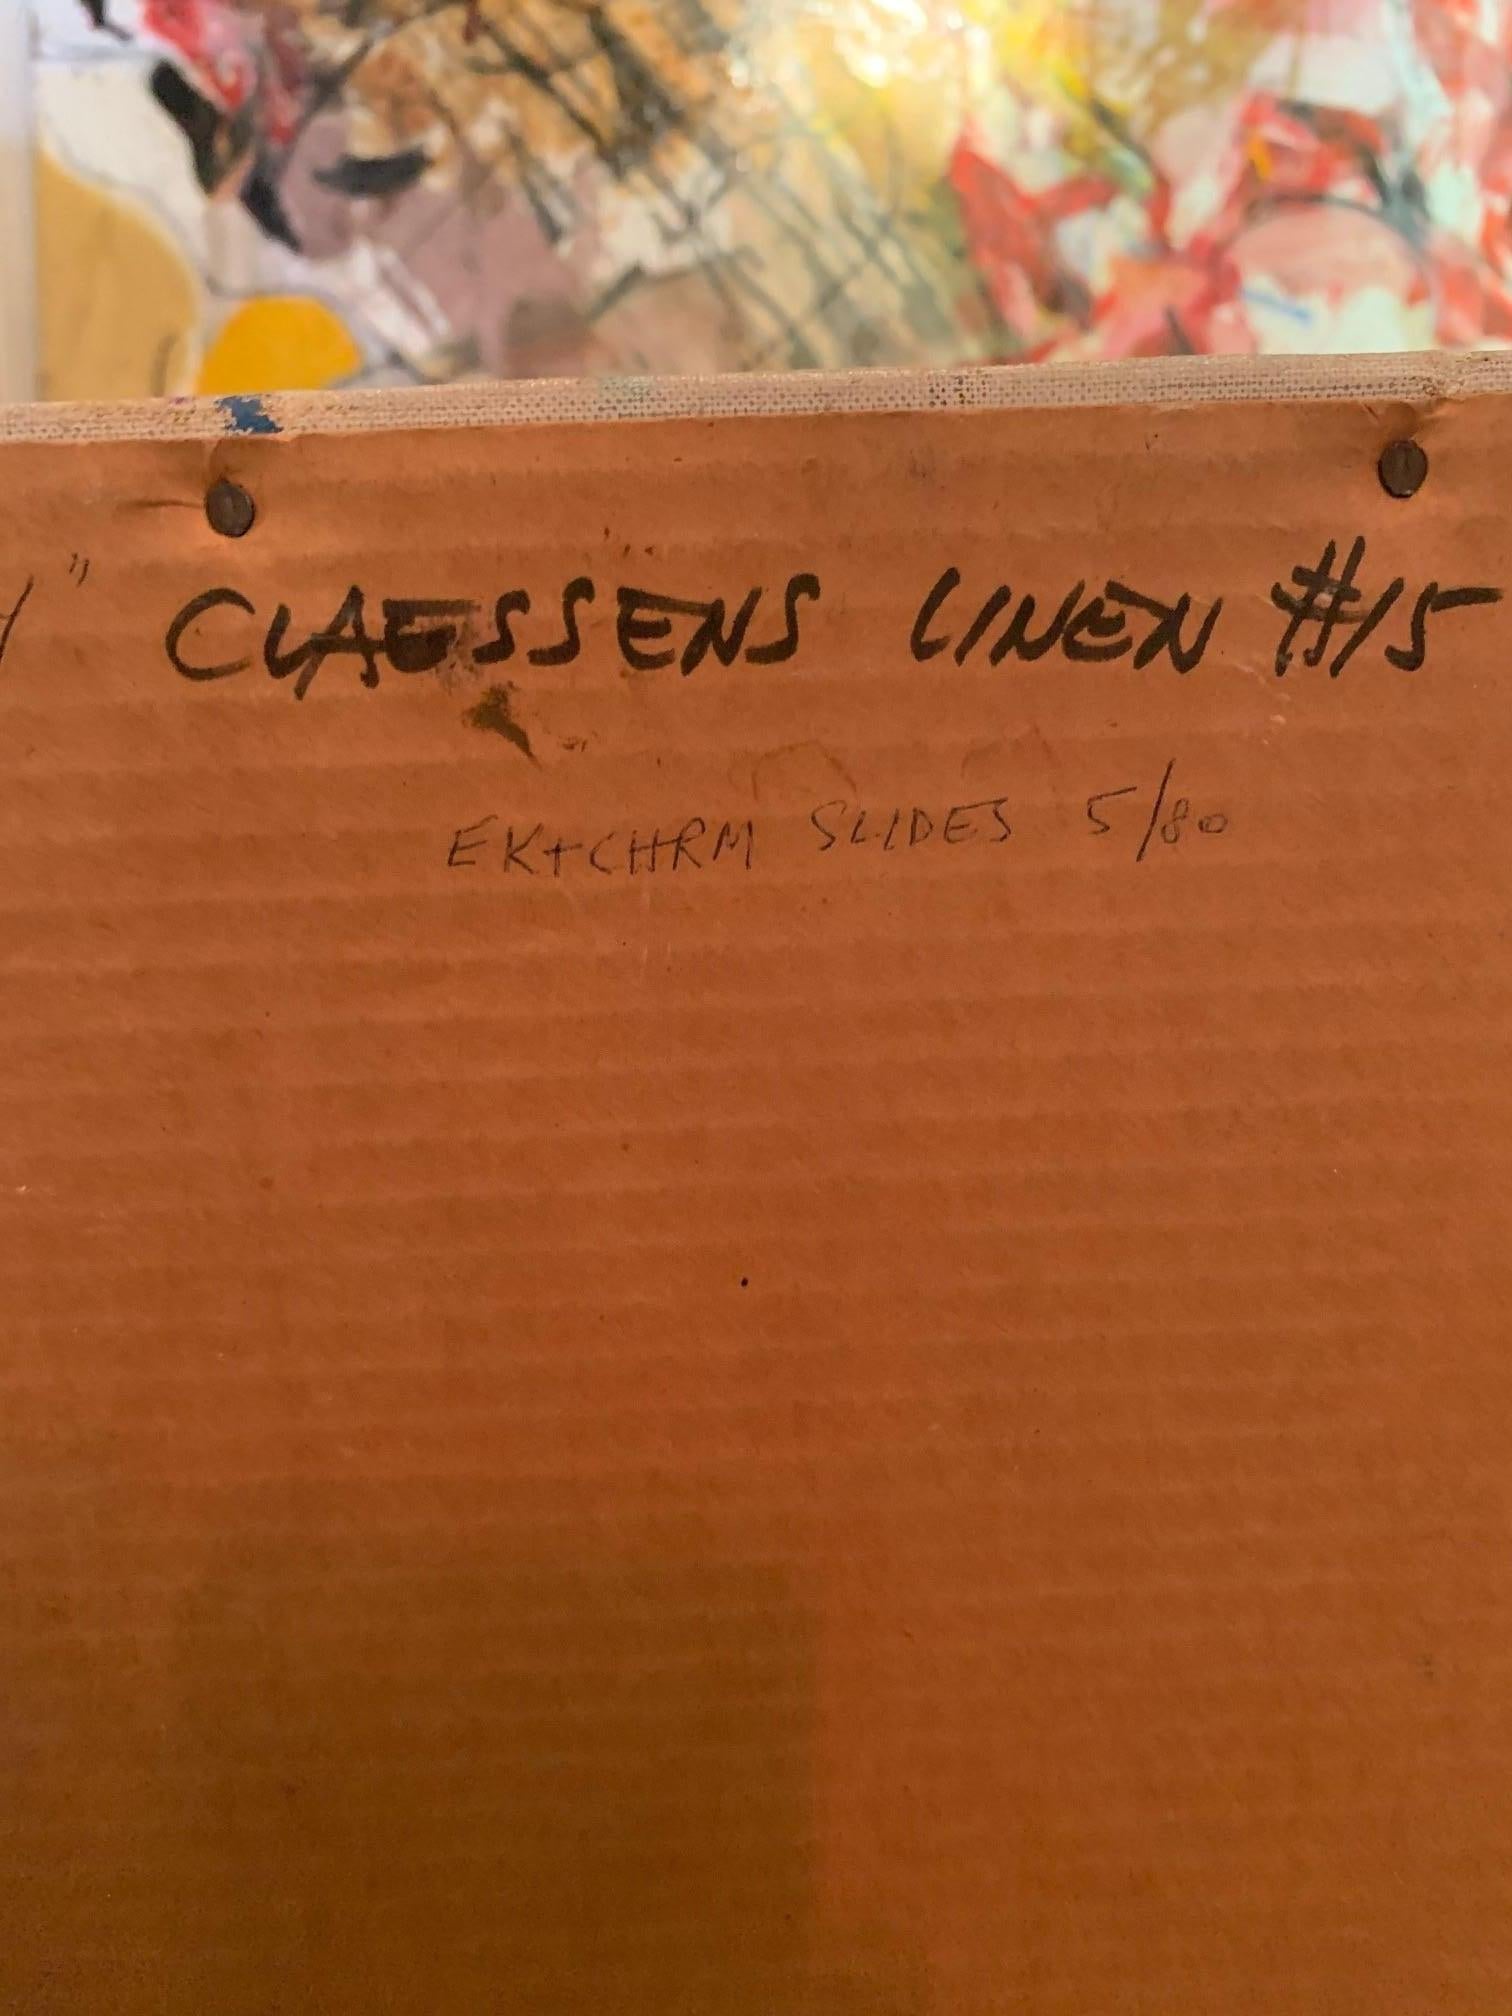 " CLAESSENS LINEN #15
EKTCHRM SLIDES 5/80